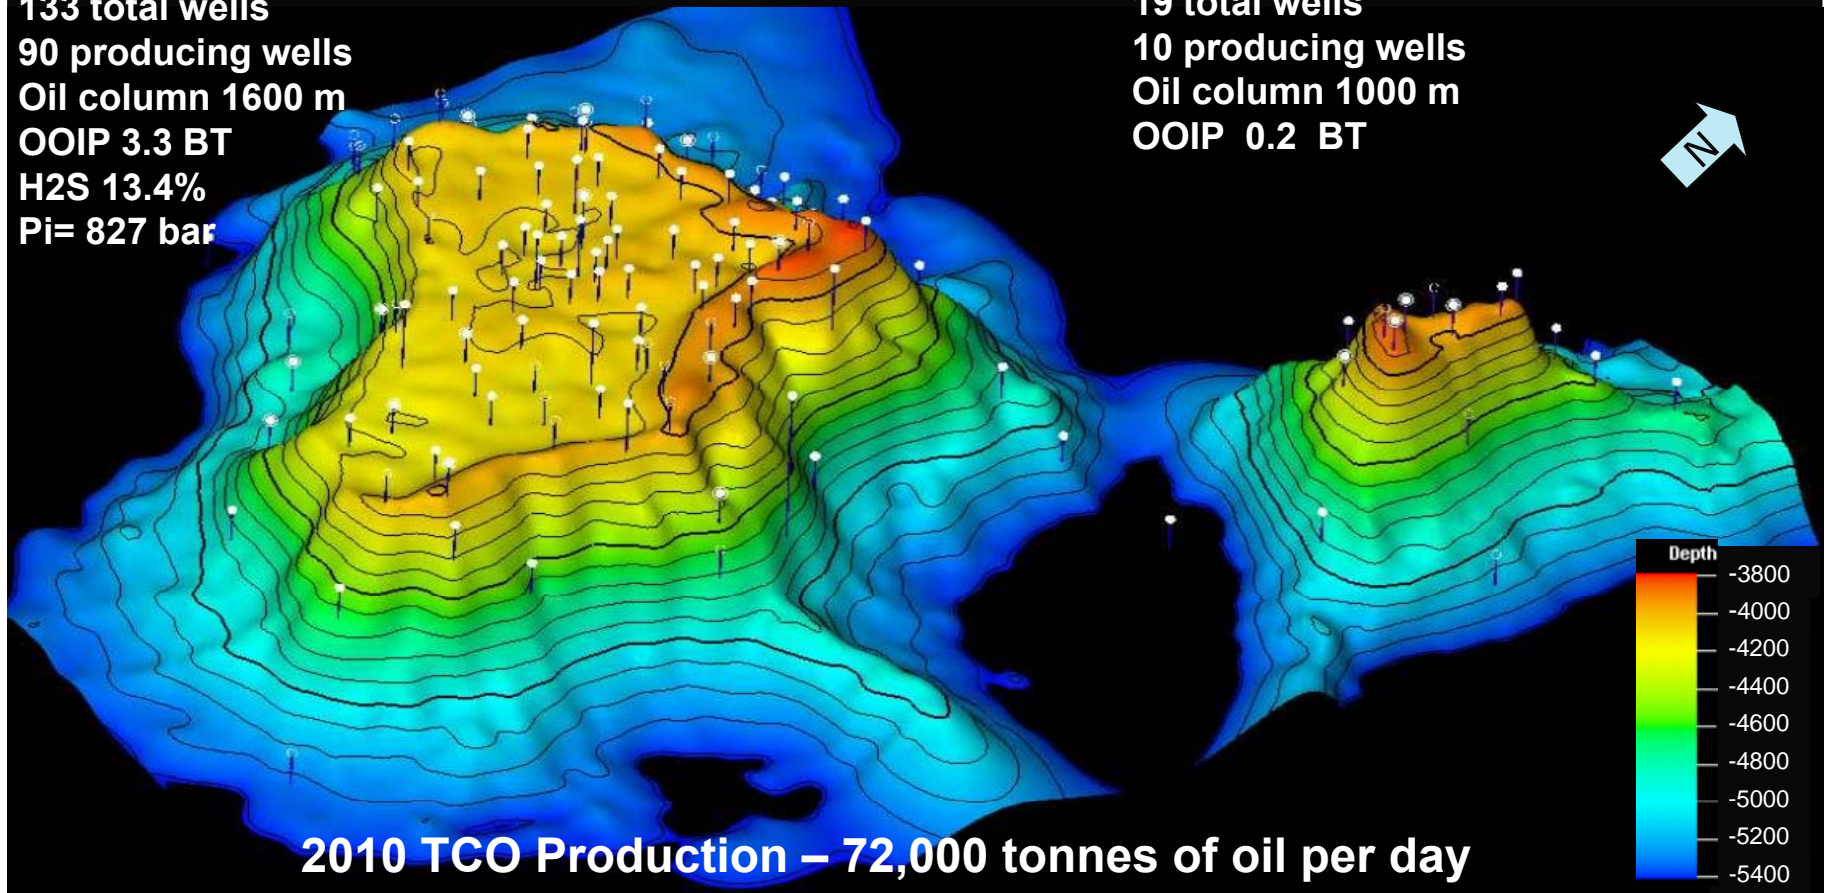 133 total wells
90 producing wells
Oil column 1600 m
OOIP 3.3 BT
H2S 13.4%
Pi= 827 bar
19 total wells
10 producing wells
Oil column 1000 m
OOIP  0.2  BT
N
Depth
-3800
-4000
-4200
-4400
-4600
-4800
-5000
-5200
-5400
2010 TCO Production – 72,000 tonnes of oil per day